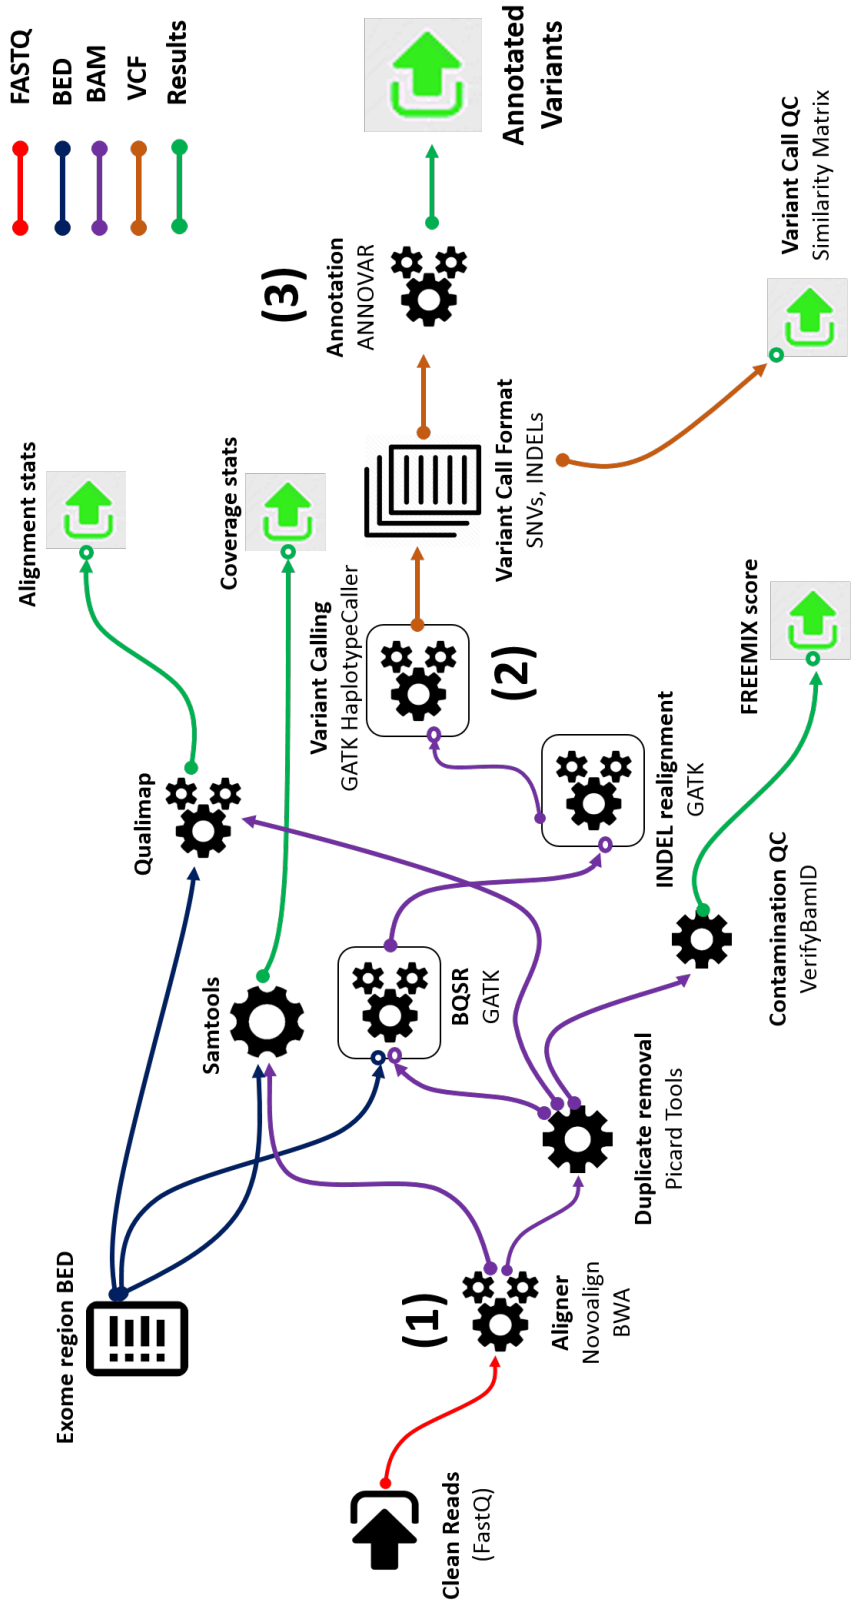 FASTQ
BED
BAM
VCF
Results
Exome region BED
Qualimap
Alignment stats
Samtools
Coverage stats
Clean Reads
(FastQ)
(1)
Aligner
Novoalign
BWA
Duplicate removal
Picard Tools
BQSR
GATK
INDEL realignment
GATK
Variant Calling
GATK HaplotypeCaller
(2)
Variant Call Format
SNVs, INDELs
(3)
Annotation
ANNOVAR
Annotated
Variants
Contamination QC
VerifyBamID
FREEMIX score
Variant Call QC
Similarity Matrix